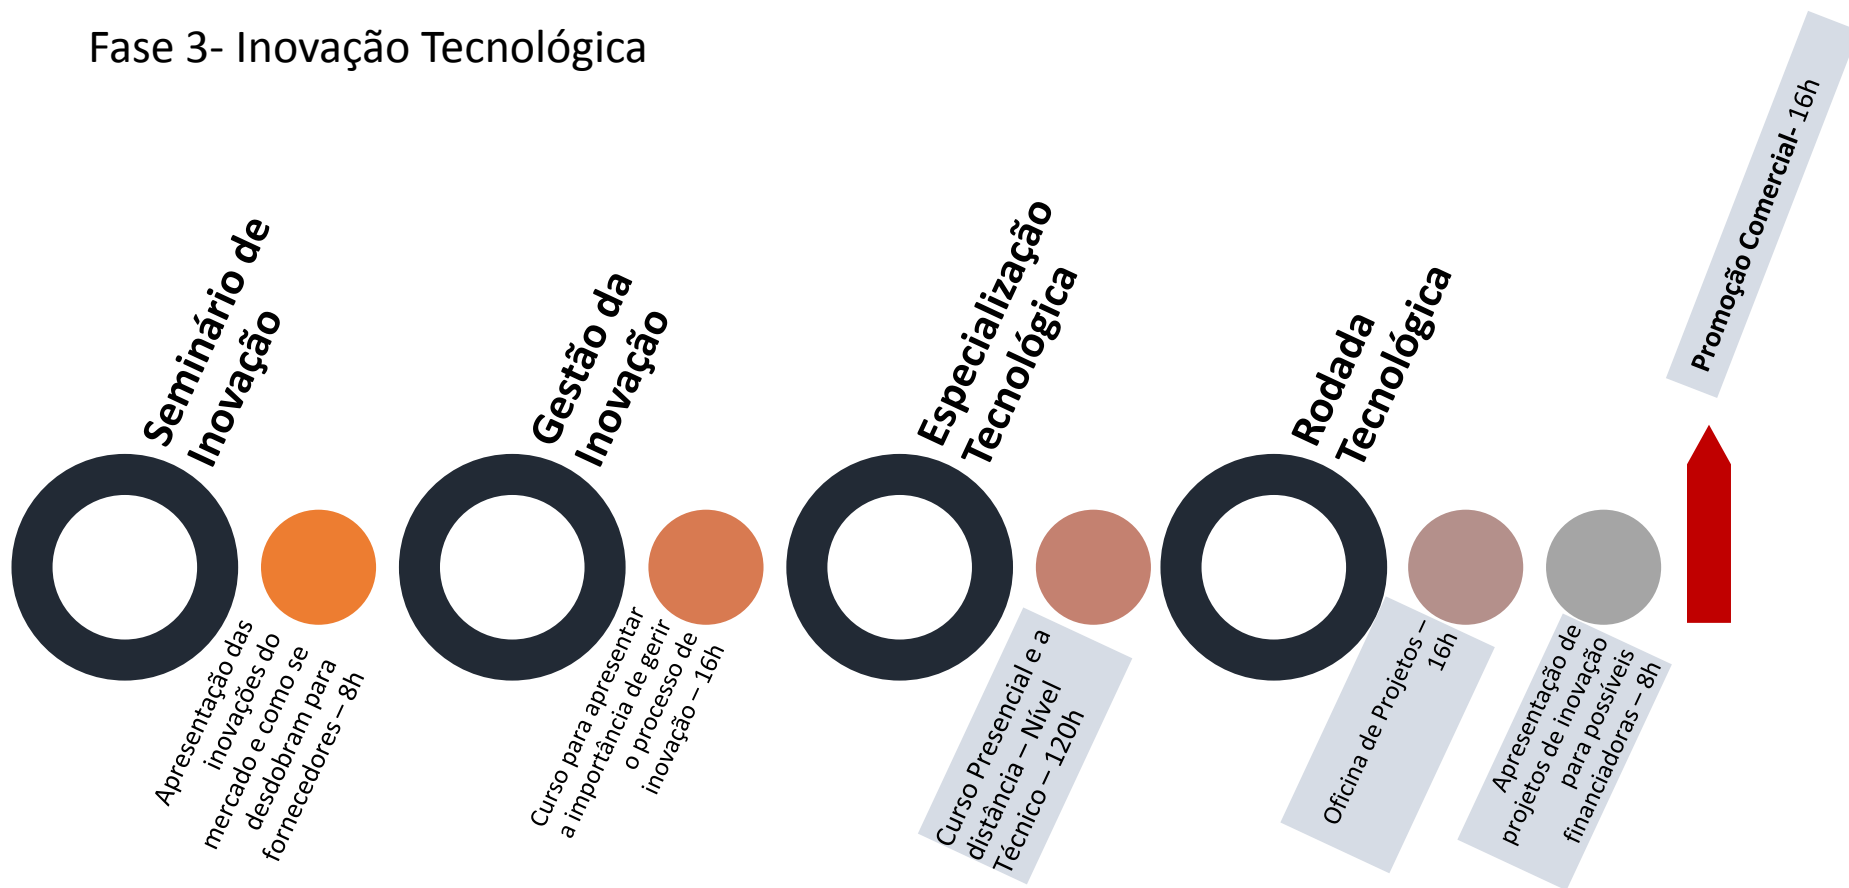 Fase 3- Inovação Tecnológica
Seminário de
Inovação
Apresentação das
inovações do
mercado e como se
desdobram para
fornecedores – 8h
Gestão da
Inovação
Curso para apresentar
a importância de gerir
o processo de
inovação – 16h
Especialização
Tecnológica
Curso Presencial e a
distância – Nível
Técnico – 120h
Rodada
Tecnológica
Oficina de Projetos –
16h
Apresentação de
projetos de inovação
para possíveis
financiadoras – 8h
Promoção Comercial- 16h